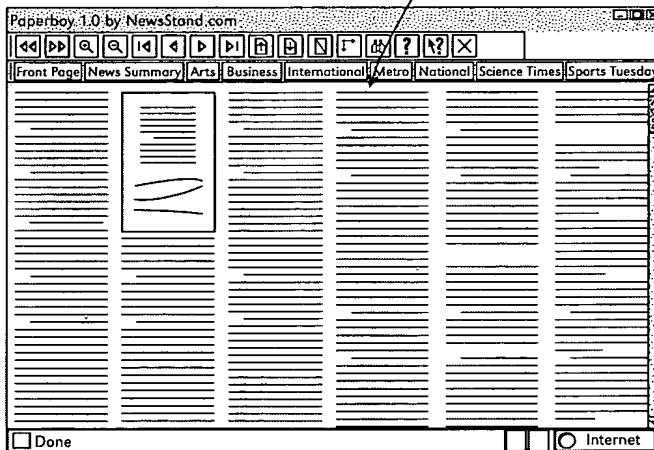 Paperboy 1.0 by NewsStand.com
Front Page News Summary Arts Business International Metro National Science Times Sports Tuesday
Done Internet